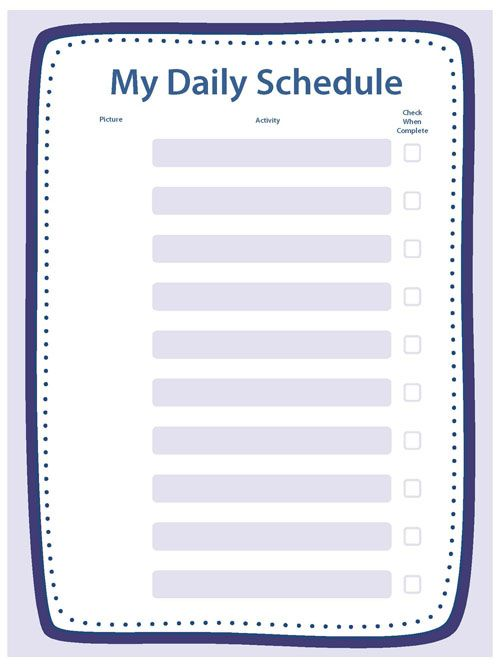 My Daily Schedule
Picture
Activity
Check
When
Complete